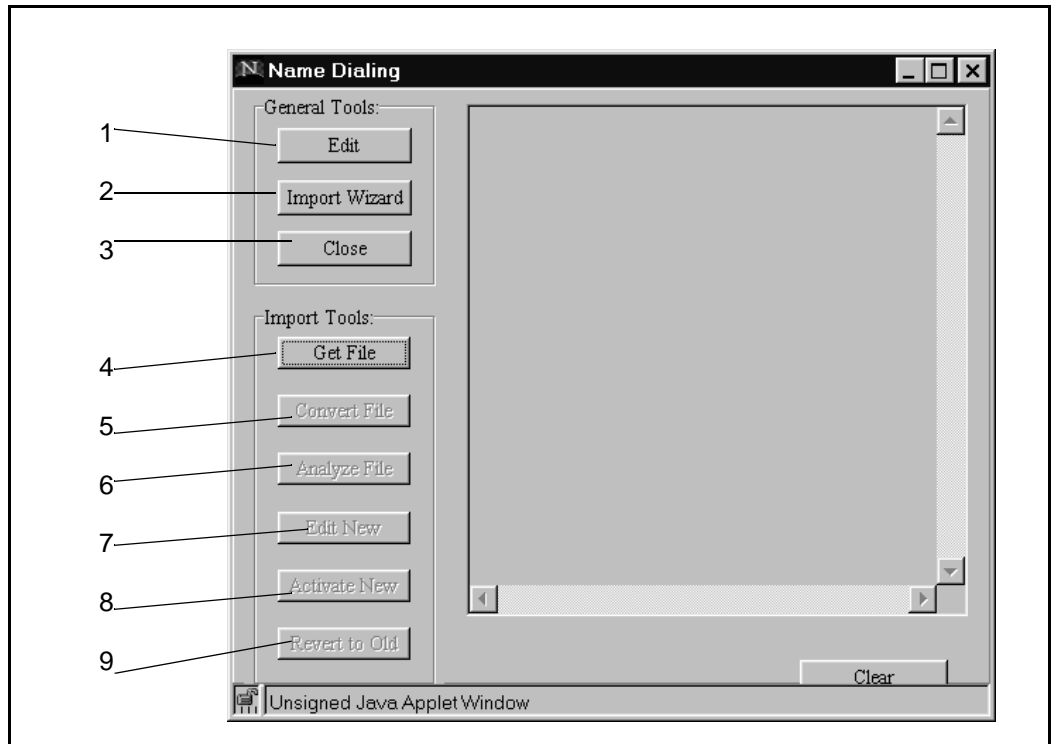 N Name Dialing
General Tools:
1 Edit
2 Import Wizard
3 Close
Import Tools:
4 Get File
5 Convert File
6 Analyze File
7 Edit New
8 Activate New
9 Revert to Old
Clear
Unsigned Java Applet Window